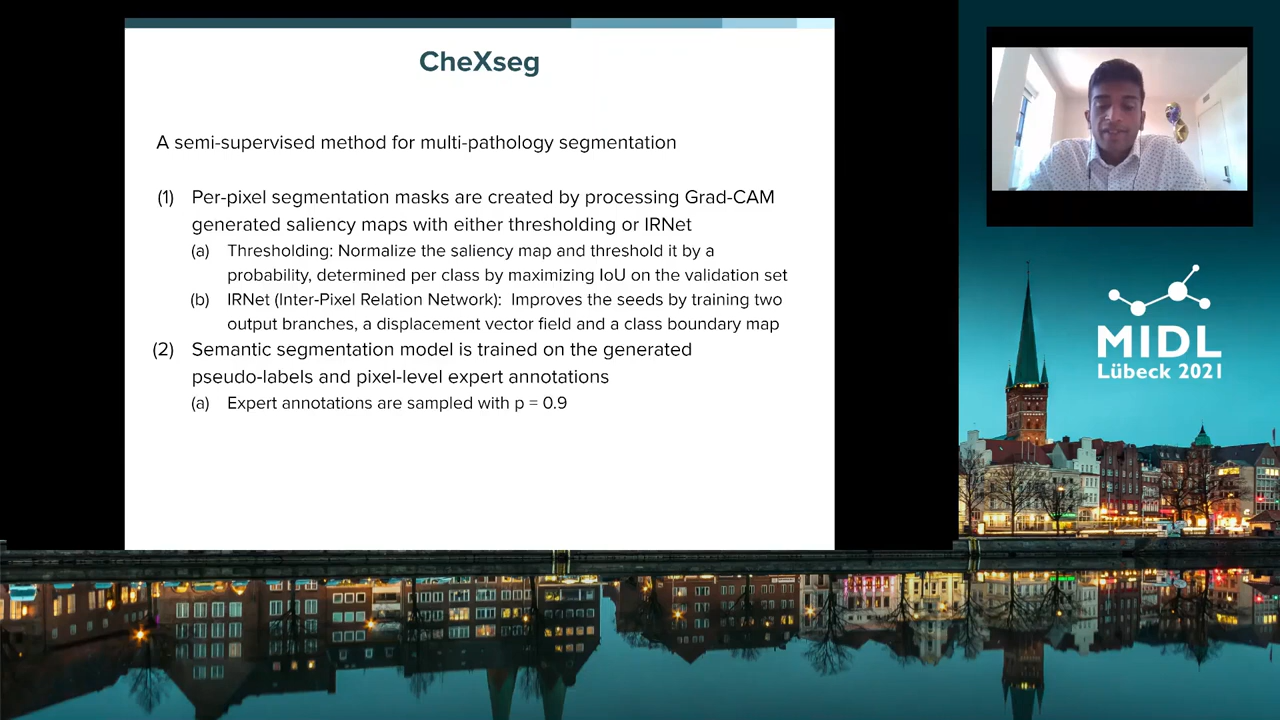 CheXseg
A semi-supervised method for multi-pathology segmentation
(1) Per-pixel segmentation masks are created by processing Grad-CAM
generated saliency maps with either thresholding or IRNet
(a) Thresholding: Normalize the saliency map and threshold it by a
probability, determined per class by maximizing IoU on the validation set
(b) IRNet (Inter-Pixel Relation Network): Improves the seeds by training two
output branches, a displacement vector field and a class boundary map
(2) Semantic segmentation model is trained on the generated
pseudo-labels and pixel-level expert annotations
(a) Expert annotations are sampled with p = 0.9
MIDL
Lübeck 2021